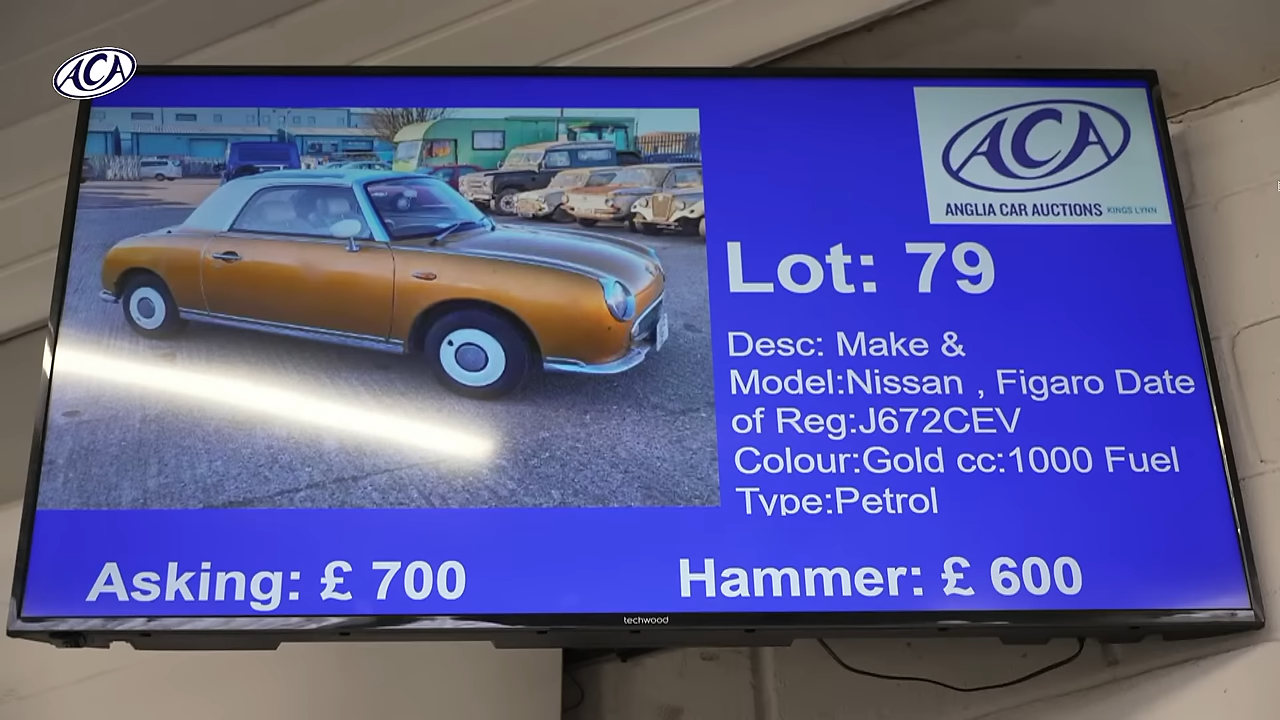 ACA
ACA
ANGLIA CAR AUCTIONS KINGS LYNN
Lot: 79
Desc: Make &
Model:Nissan , Figaro Date
of Reg:J672CEV
Colour:Gold cc:1000 Fuel
Type:Petrol
Asking: £ 700
Hammer: £ 600
techwood